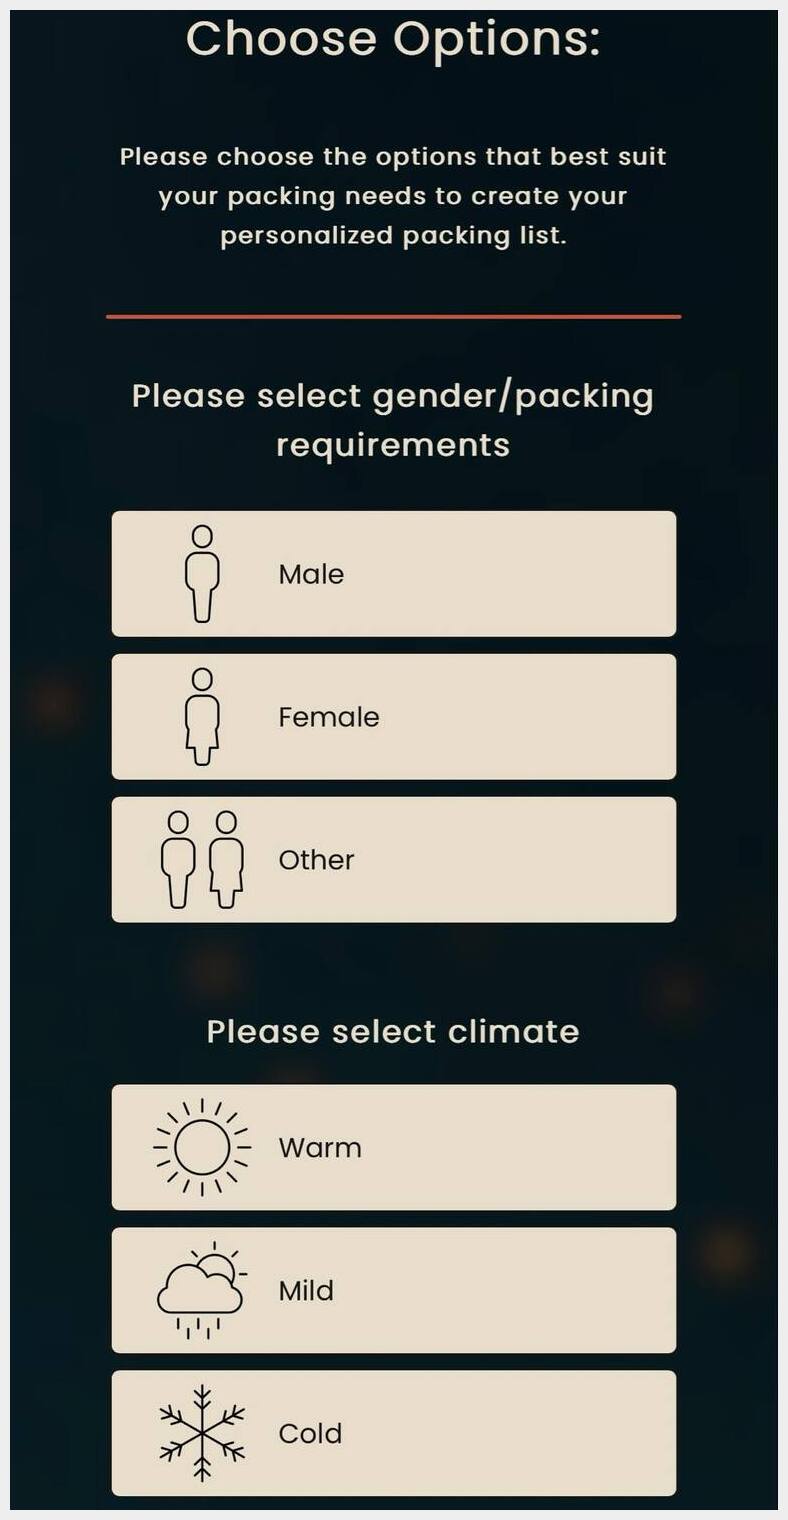 Choose Options:
Please choose the options that best suit
your packing needs to create your
personalized packing list.
Please select gender/packing
requirements
Male
Female
Other
Please select climate
Warm
Mild
Cold